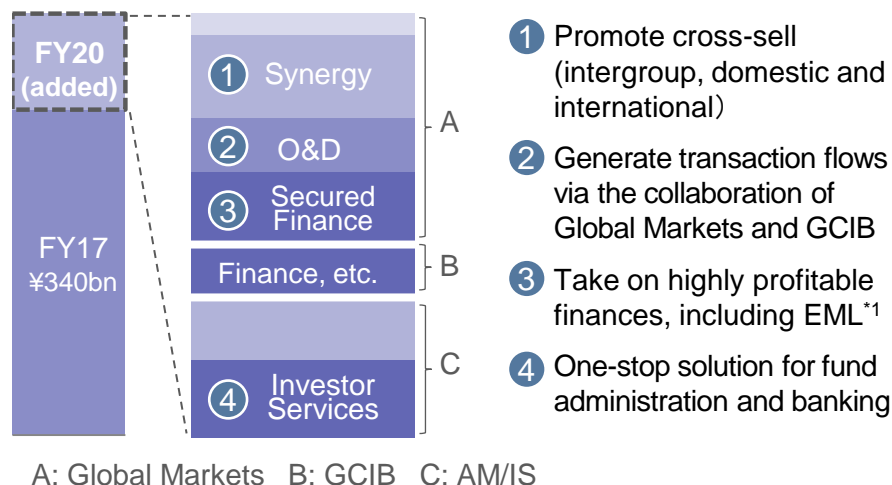 FY20
(added)
FY17
¥340bn
1 Synergy
2 O&D
3 Secured
Finance
Finance, etc.
4 Investor
Services
A
B
C
1 Promote cross-sell
(intergroup, domestic and
international）
2 Generate transaction flows
via the collaboration of
Global Markets and GCIB
3 Take on highly profitable
finances, including EML*1
4 One-stop solution for fund
administration and banking
A: Global Markets B: GCIB C: AM/IS